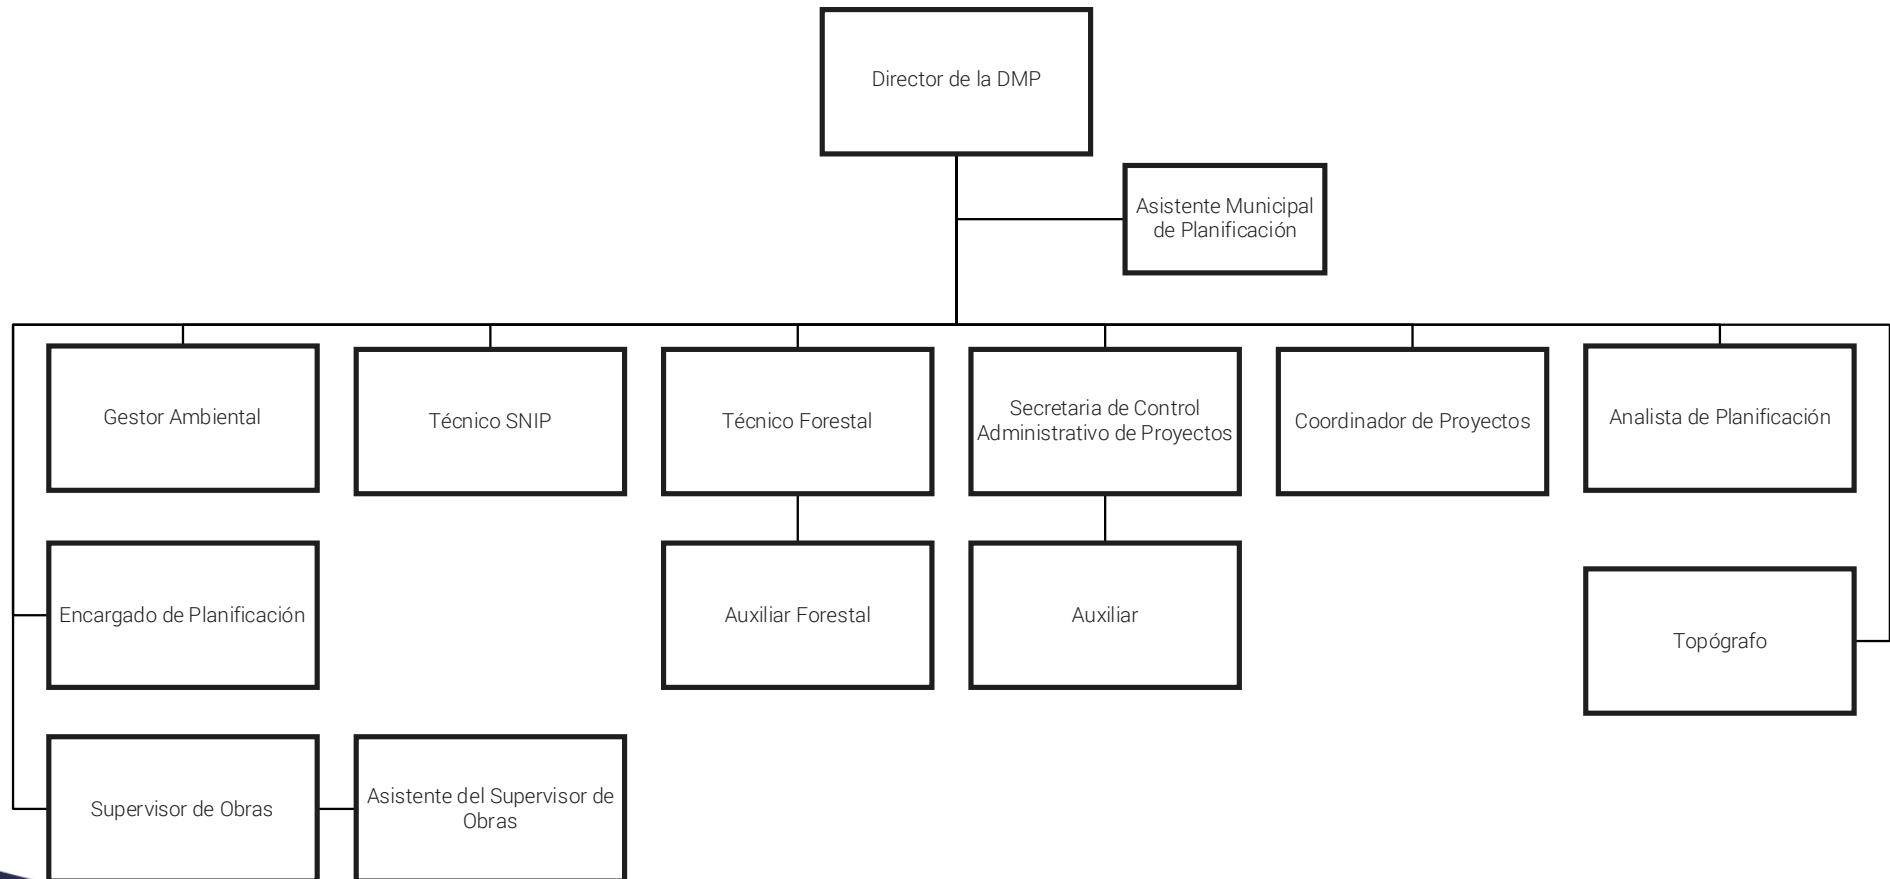 Director de la DMP
Asistente Municipal
de Planificación
Gestor Ambiental
Técnico SNIP
Técnico Forestal
Secretaria de Control
Administrativo de Proyectos
Coordinador de Proyectos
Analista de Planificación
Encargado de Planificación
Auxiliar Forestal
Auxiliar
Topógrafo
Supervisor de Obras
Asistente del Supervisor de
Obras